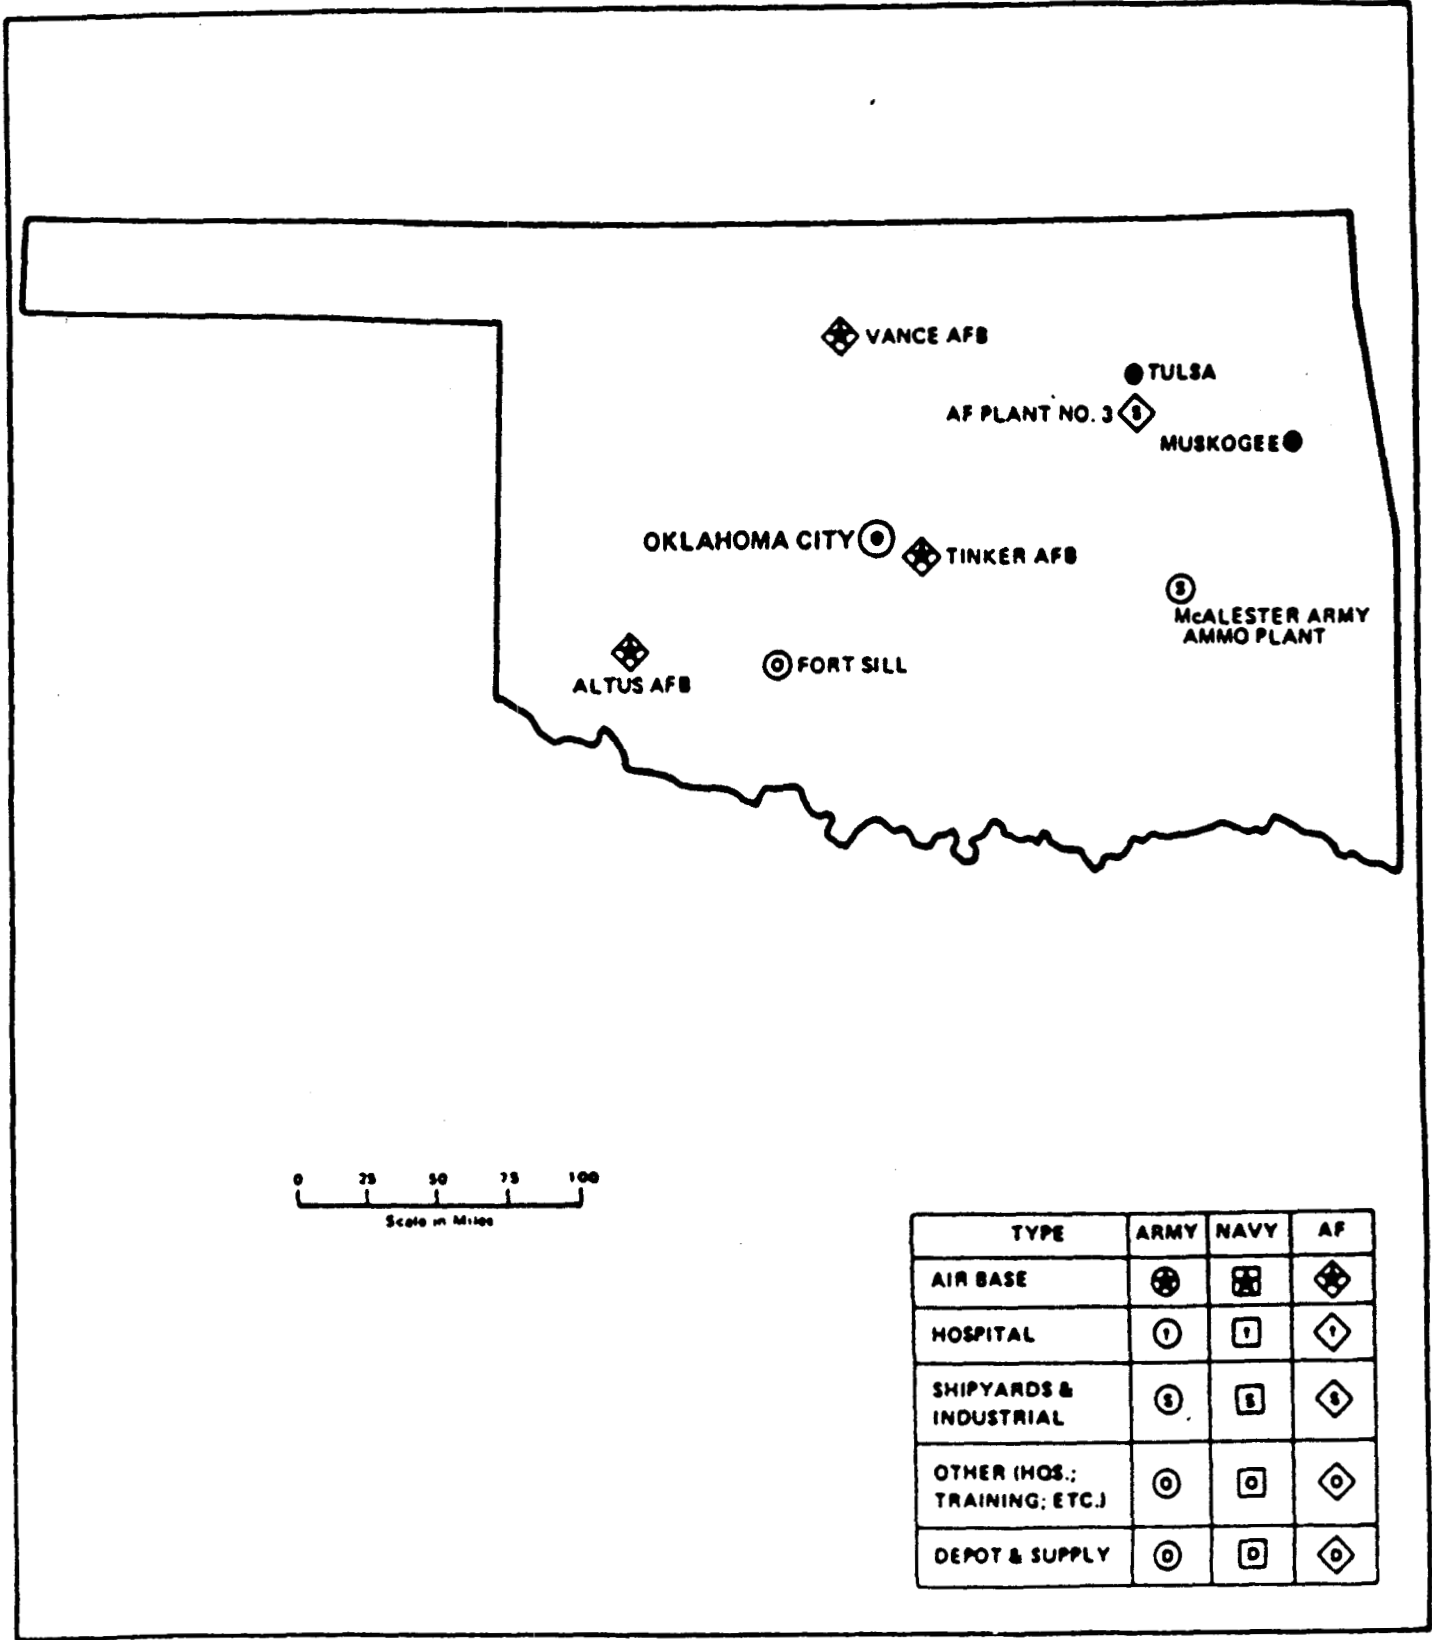 VANCE AFB
TULSA
AF PLANT NO. 3 S
MUSKOGEE
OKLAHOMA CITY
TINKER AFB
S
McALESTER ARMY
AMMO PLANT
ALTUS AFB
O FORT SILL
0 25 50 75 100
Scale in Miles
TYPE ARMY NAVY AF
AIR BASE
HOSPITAL
SHIPYARDS &
INDUSTRIAL S S S
OTHER (HOS.;
TRAINING; ETC.) O O O
DEPOT & SUPPLY D D D